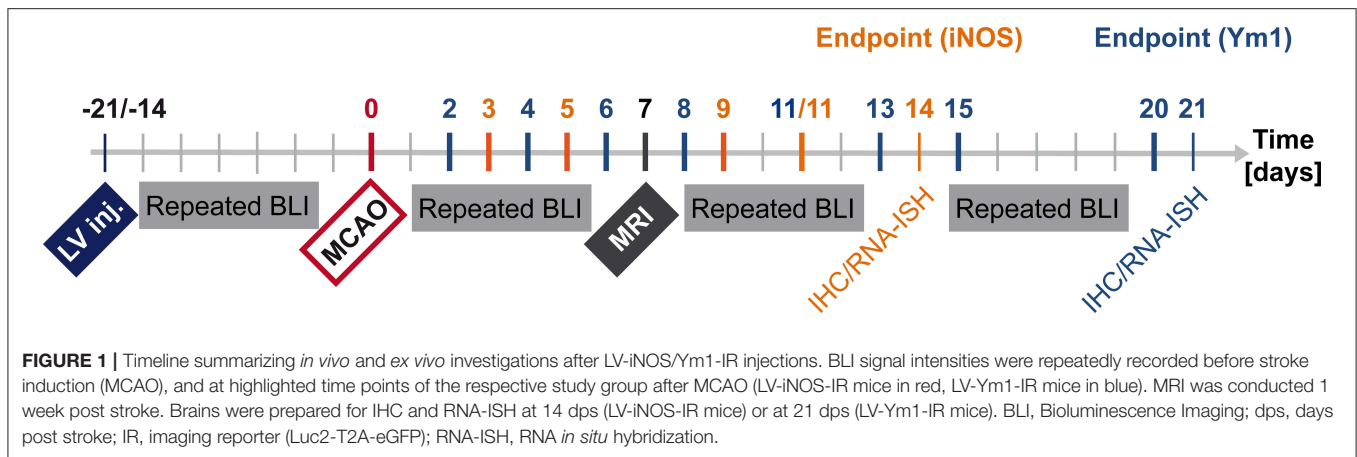 Endpoint (iNOS) Endpoint (Ym1)
-21/-14 0 2 3 4 5 6 7 8 9 11/11 13 14 15 20 21
Time
[days]
LV inj.
Repeated BLI
MCAO
Repeated BLI
MRI
Repeated BLI
IHC/RNA-ISH
Repeated BLI
IHC/RNA-ISH
FIGURE 1 | Timeline summarizing in vivo and ex vivo investigations after LV-iNOS/Ym1-IR injections. BLI signal intensities were repeatedly recorded before stroke
induction (MCAO), and at highlighted time points of the respective study group after MCAO (LV-iNOS-IR mice in red, LV-Ym1-IR mice in blue). MRI was conducted 1
week post stroke. Brains were prepared for IHC and RNA-ISH at 14 dps (LV-iNOS-IR mice) or at 21 dps (LV-Ym1-IR mice). BLI, Bioluminescence Imaging; dps, days
post stroke; IR, imaging reporter (Luc2-T2A-eGFP); RNA-ISH, RNA in situ hybridization.